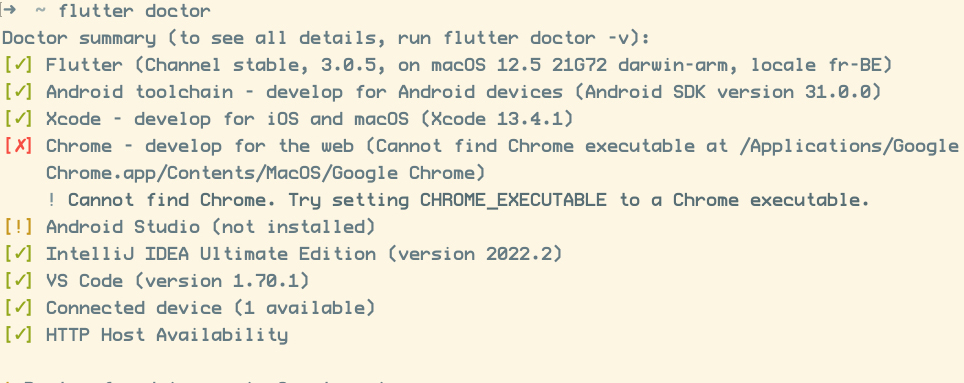 → ~ flutter doctor
Doctor summary (to see all details, run flutter doctor -v):
[✓] Flutter (Channel stable, 3.0.5, on macOS 12.5 21G72 darwin-arm, locale fr-BE)
[✓] Android toolchain - develop for Android devices (Android SDK version 31.0.0)
[✓] Xcode - develop for iOS and macOS (Xcode 13.4.1)
[✗] Chrome - develop for the web (Cannot find Chrome executable at /Applications/Google
Chrome.app/Contents/MacOS/Google Chrome)
! Cannot find Chrome. Try setting CHROME_EXECUTABLE to a Chrome executable.
[!] Android Studio (not installed)
[✓] IntelliJ IDEA Ultimate Edition (version 2022.2)
[✓] VS Code (version 1.70.1)
[✓] Connected device (1 available)
[✓] HTTP Host Availability